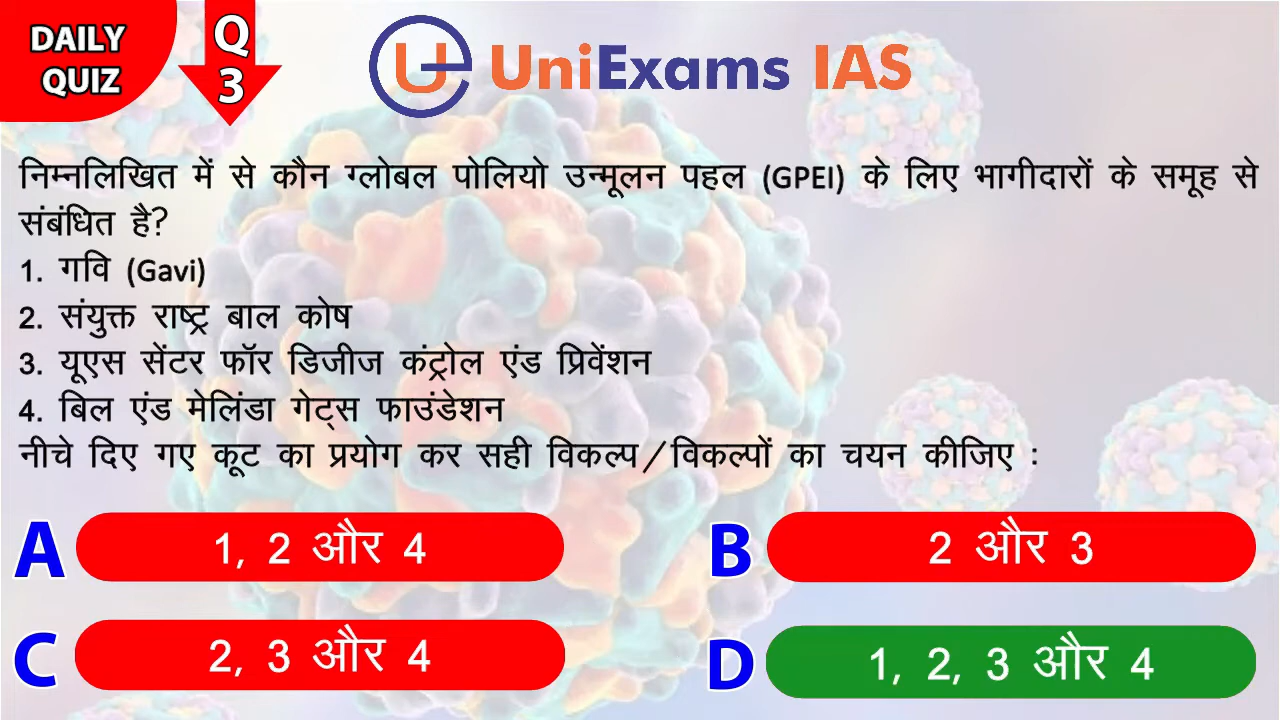 DAILY
QUIZ
Q
3
UniExams IAS
निम्नलिखित में से कौन ग्लोबल पोलियो उन्मूलन पहल (GPEI) के लिए भागीदारों के समूह से
संबंधित है?
1. गवि (Gavi)
2. संयुक्त राष्ट्र बाल कोष
3. यूएस सेंटर फॉर डिजीज कंट्रोल एंड प्रिवेंशन
4. बिल एंड मेलिंडा गेट्स फाउंडेशन
नीचे दिए गए कूट का प्रयोग कर सही विकल्प/विकल्पों का चयन कीजिए :
A 1, 2 और 4
B 2 और 3
C 2, 3 और 4
D 1, 2, 3 और 4